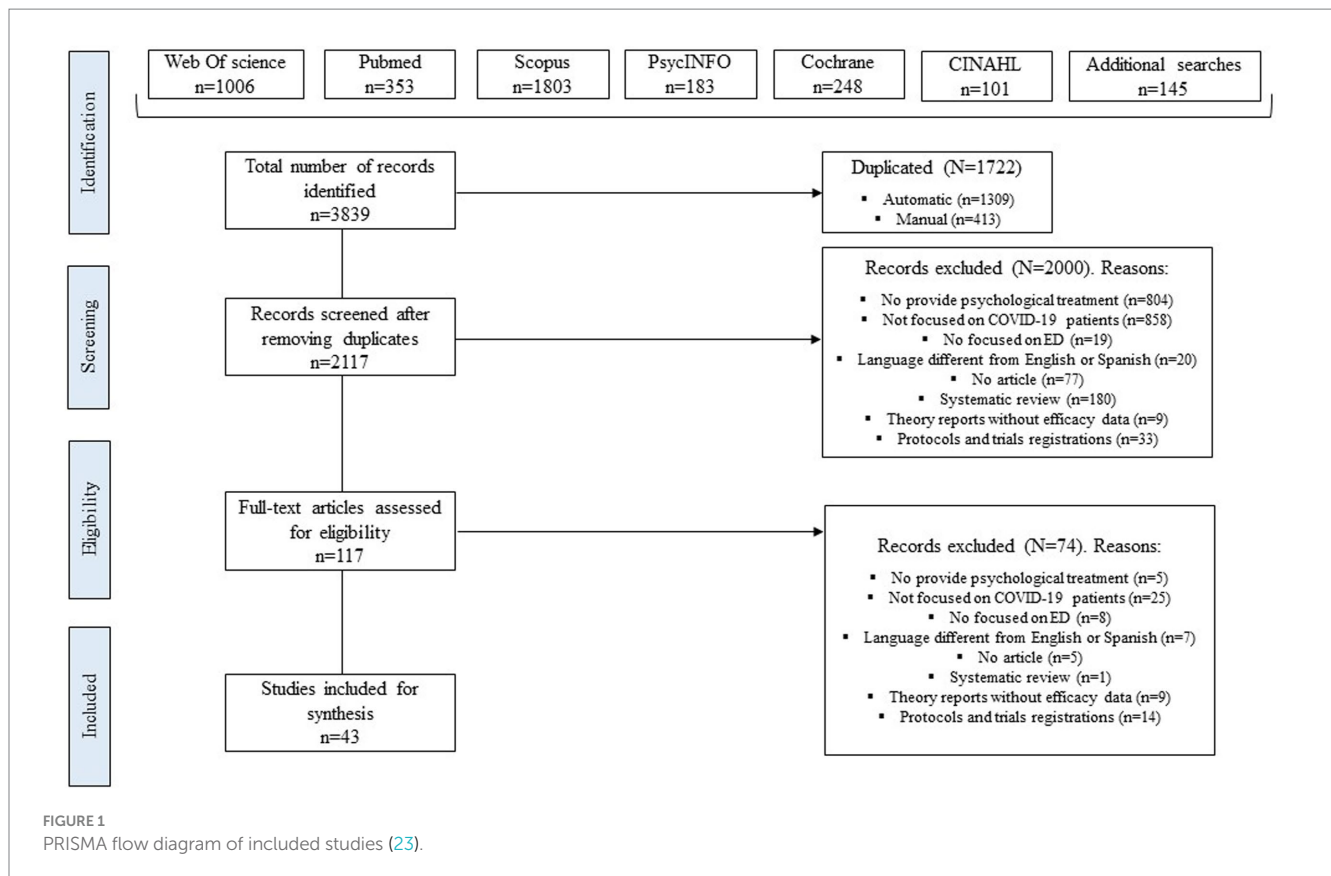 Identification
Web Of science
n=1006
Pubmed
n=353
Scopus
n=1803
PsycINFO
n=183
Cochrane
n=248
CINAHL
n=101
Additional searches
n=145
Total number of records
identified
n=3839
Duplicated (N=1722)
▪ Automatic (n=1309)
▪ Manual (n=413)
Screening
Records screened after
removing duplicates
n=2117
Records excluded (N=2000). Reasons:
▪ No provide psychological treatment (n=804)
▪ Not focused on COVID-19 patients (n=858)
▪ No focused on ED (n=19)
▪ Language different from English or Spanish (n=20)
▪ No article (n=77)
▪ Systematic review (n=180)
▪ Theory reports without efficacy data (n=9)
▪ Protocols and trials registrations (n=33)
Eligibility
Full-text articles assessed
for eligibility
n=117
Records excluded (N=74). Reasons:
▪ No provide psychological treatment (n=5)
▪ Not focused on COVID-19 patients (n=25)
▪ No focused on ED (n=8)
▪ Language different from English or Spanish (n=7)
▪ No article (n=5)
▪ Systematic review (n=1)
▪ Theory reports without efficacy data (n=9)
▪ Protocols and trials registrations (n=14)
Included
Studies included for
synthesis
n=43
FIGURE 1
PRISMA flow diagram of included studies (23).